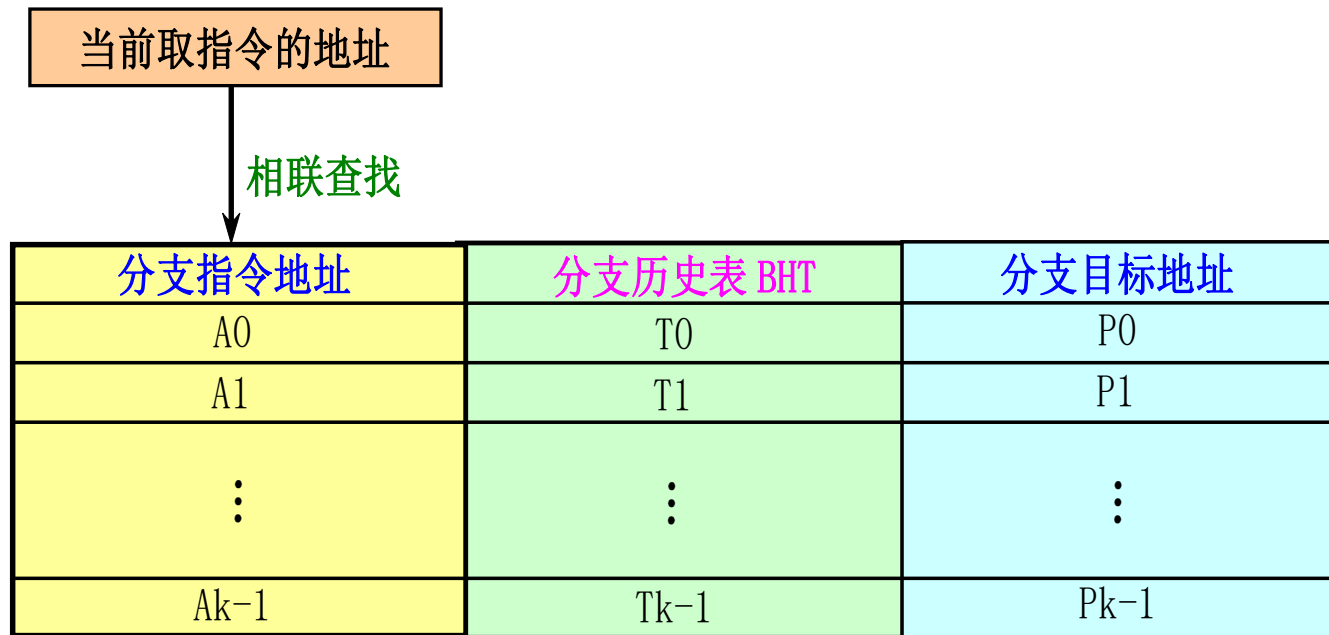 当前取指令的地址
相联查找
分支指令地址 分支历史表 BHT 分支目标地址
A0 T0 P0
A1 T1 P1
⋮ ⋮ ⋮
Ak-1 Tk-1 Pk-1